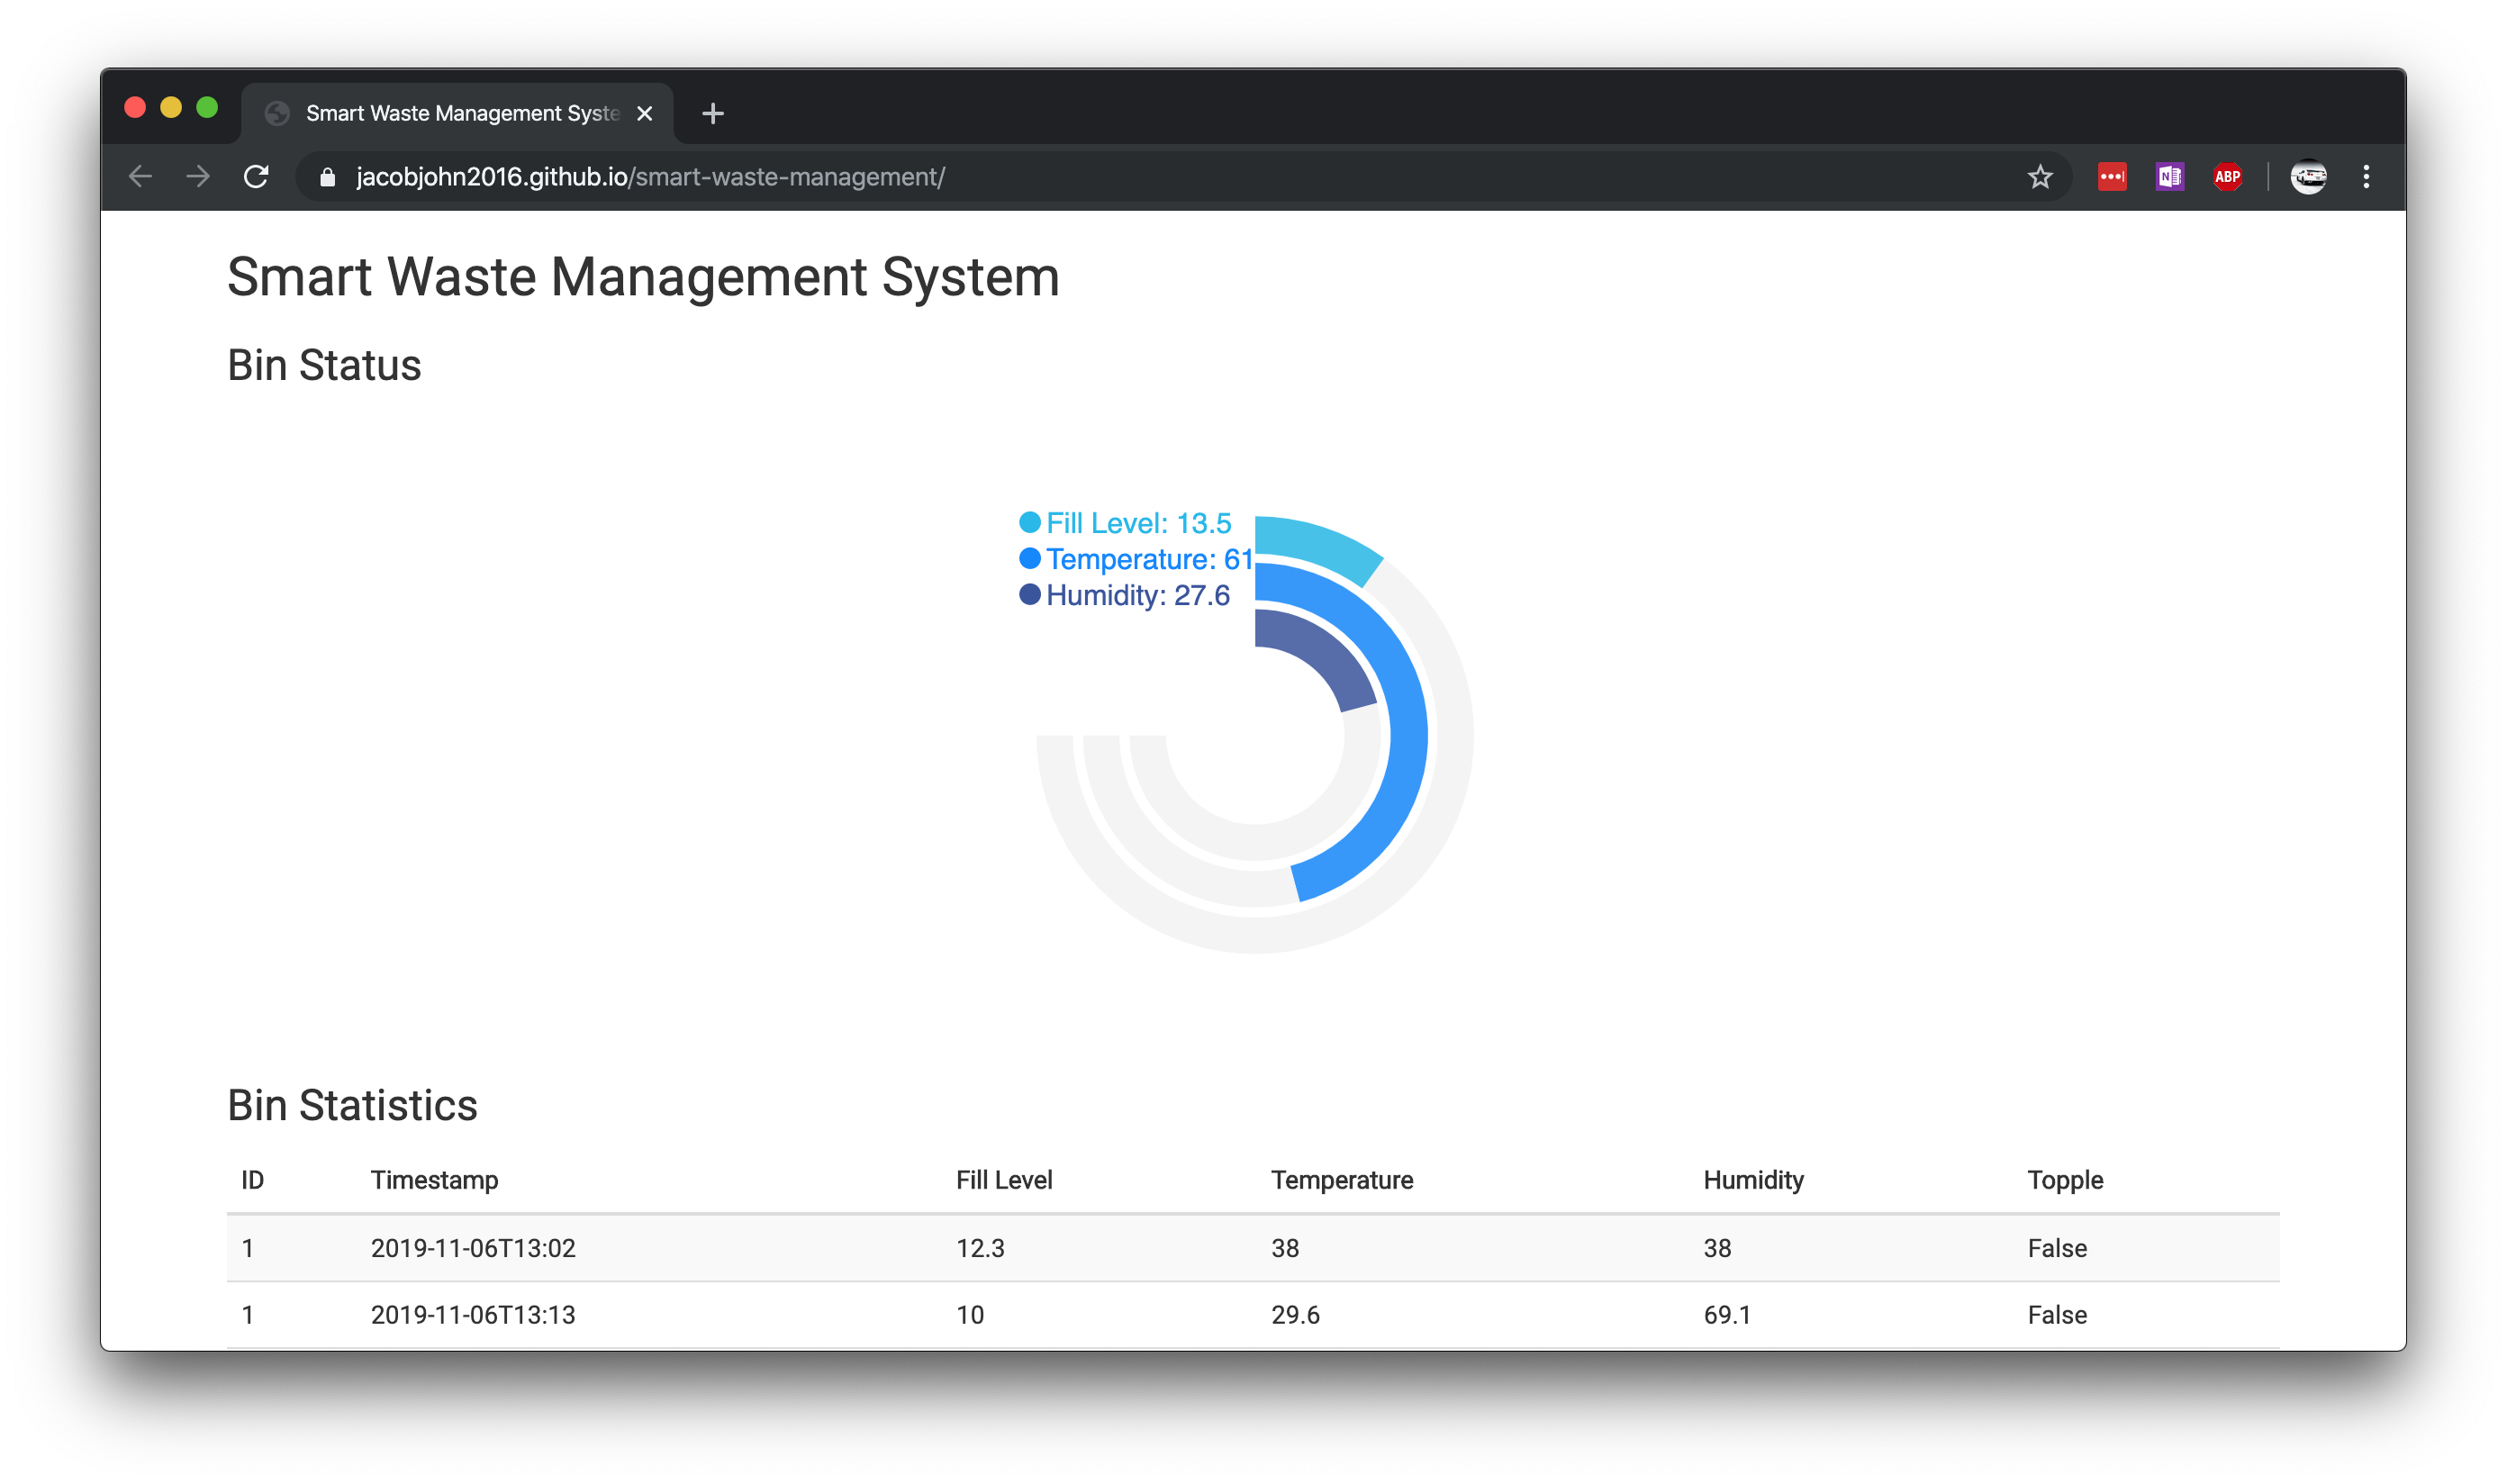 Smart Waste Management Syste
jacobjohn2016.github.io/smart-waste-management/
ABP
Smart Waste Management System
Bin Status
Fill Level: 13.5
Temperature: 61
Humidity: 27.6
Bin Statistics
ID Timestamp Fill Level Temperature Humidity Topple
1 2019-11-06T13:02 12.3 38 38 False
1 2019-11-06T13:13 10 29.6 69.1 False